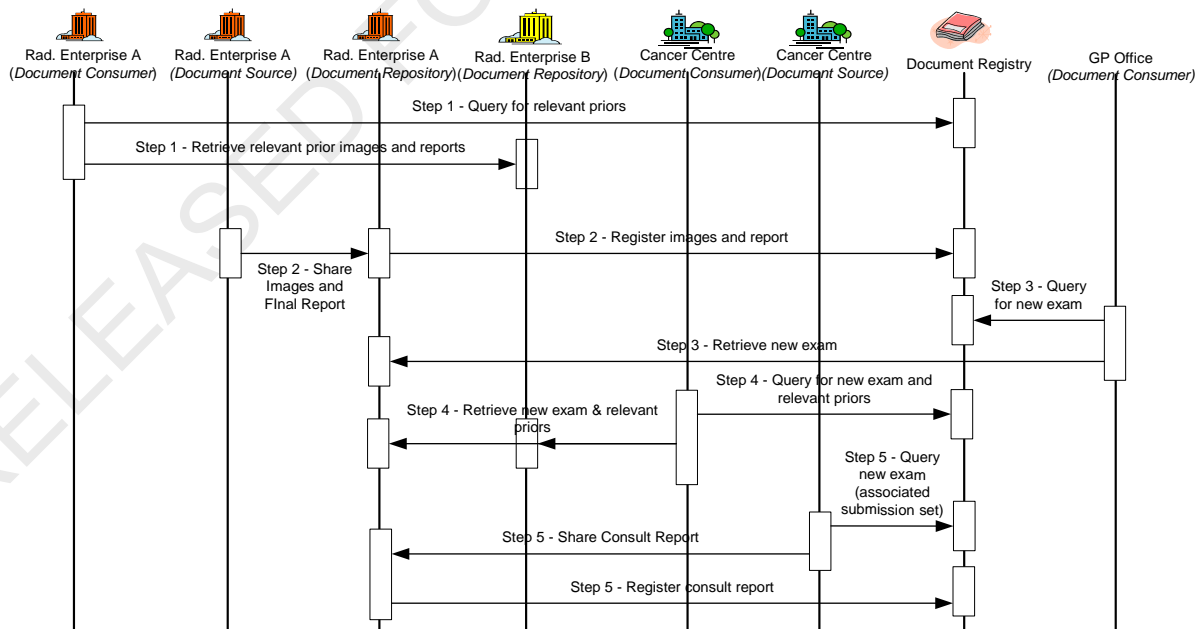 Rad. Enterprise A
(Document Consumer)
Rad. Enterprise A
(Document Source)
Rad. Enterprise A
(Document Repository)
Rad. Enterprise B
(Document Repository)
Cancer Centre
(Document Consumer)
Cancer Centre
(Document Source)
Document Registry
GP Office
(Document Consumer)
Step 1 - Query for relevant priors
Step 1 - Retrieve relevant prior images and reports
Step 2 - Share
Images and
FInal Report
Step 2 - Register images and report
Step 3 - Query
for new exam
Step 3 - Retrieve new exam
Step 4 - Query for new exam and
relevant priors
Step 4 - Retrieve new exam & relevant
priors
Step 5 - Query
new exam
(associated
submission set)
Step 5 - Share Consult Report
Step 5 - Register consult report
RELEASED